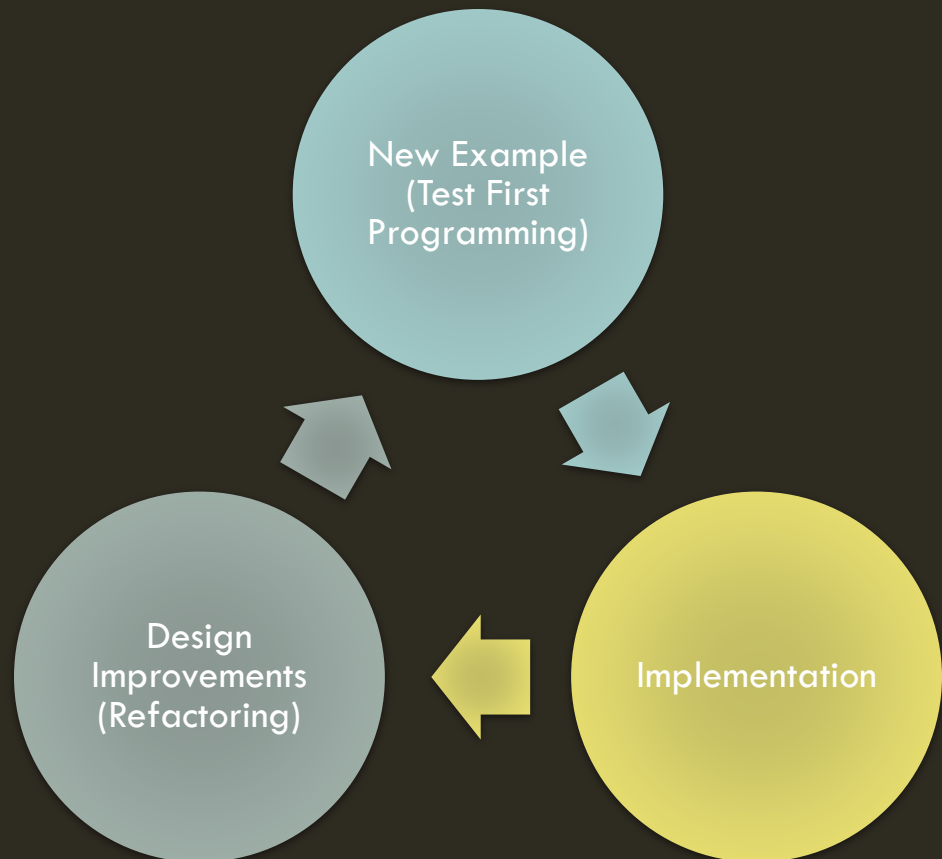 New Example
(Test First
Programming)
Implementation
Design
Improvements
(Refactoring)